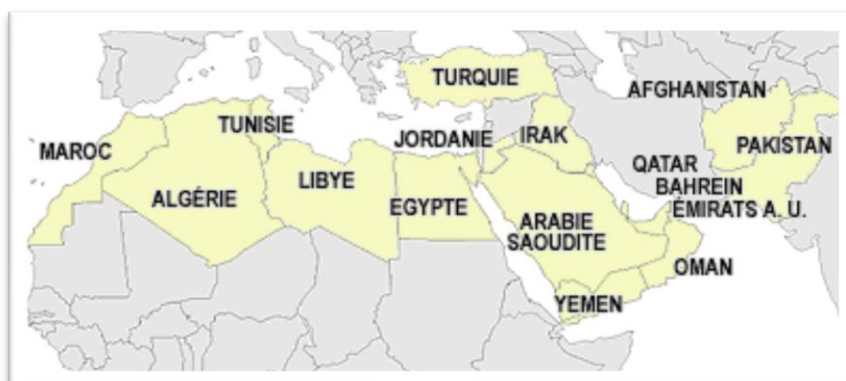 TURQUIE
AFGHANISTAN
TUNISIE
JORDANIE
IRAK
PAKISTAN
MAROC
QATAR
LIBYE
BAHREIN
ALGÉRIE
EGYPTE
ÉMIRATS A. U.
ARABIE
SAOUDITE
OMAN
YEMEN